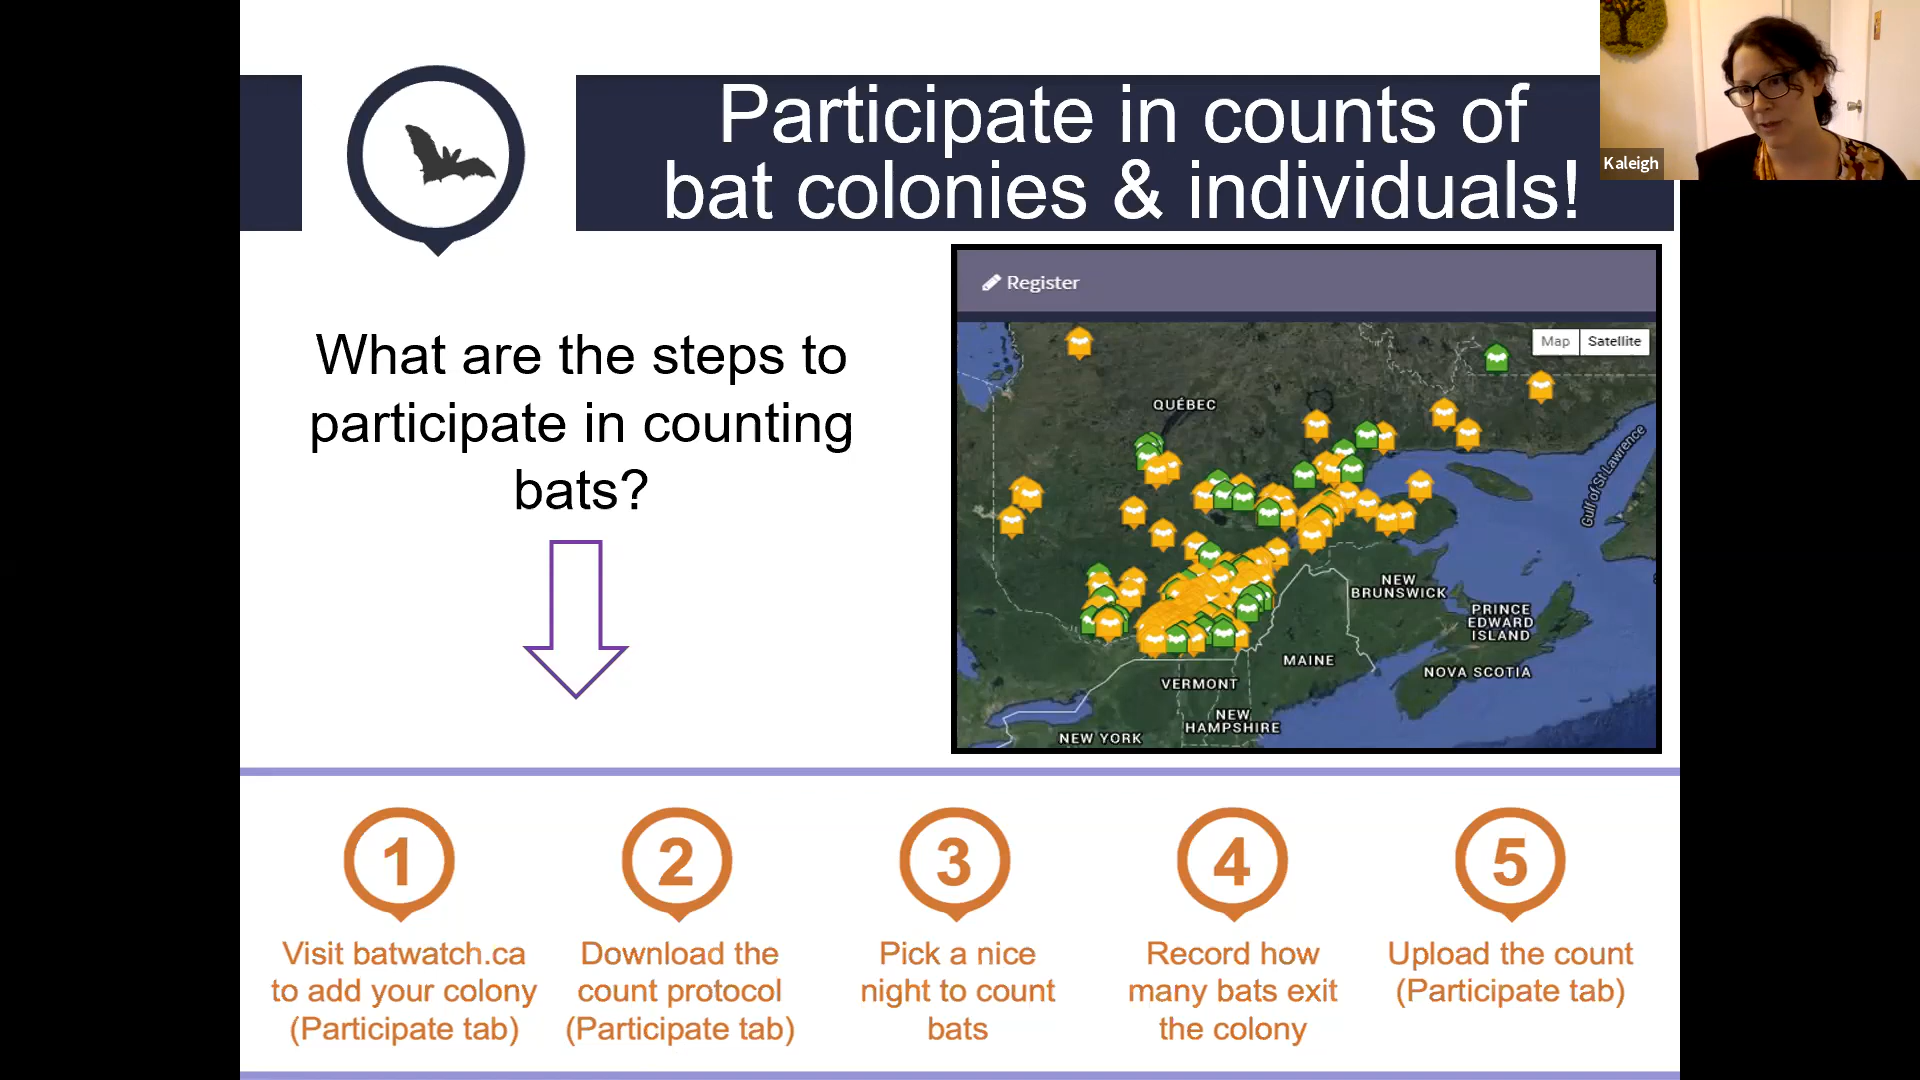 Participate in counts of
bat colonies & individuals!
Kaleigh
What are the steps to
participate in counting
bats?
Register
Map
Satellite
QUÉBEC
Gulf of St Lawrence
NEW
BRUNSWICK
PRINCE
EDWARD
ISLAND
MAINE
NOVA SCOTIA
VERMONT
NEW
HAMPSHIRE
NEW YORK
1
Visit batwatch.ca
to add your colony
(Participate tab)
2
Download the
count protocol
(Participate tab)
3
Pick a nice
night to count
bats
4
Record how
many bats exit
the colony
5
Upload the count
(Participate tab)